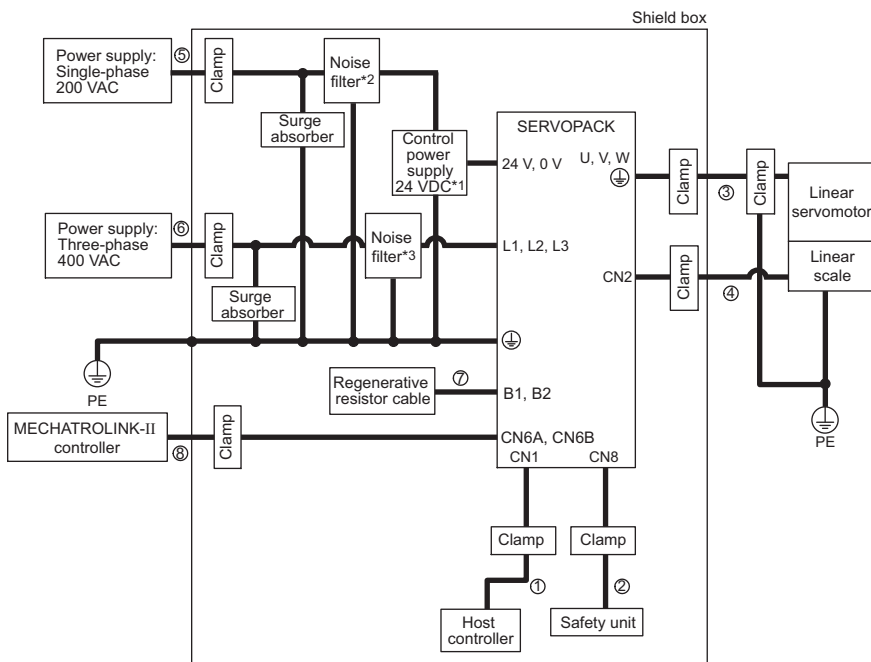 Shield box
Power supply:
Single-phase
200 VAC
⑤
Clamp
Noise
filter*2
Surge
absorber
Control
power
supply
24 VDC*1
SERVOPACK
24 V, 0 V
U, V, W
Clamp
③
Clamp
Linear
servomotor
Power supply:
Three-phase
400 VAC
⑥
Clamp
Noise
filter*3
L1, L2, L3
CN2
Clamp
④
Linear
scale
Surge
absorber
PE
Regenerative
resistor cable
⑦
B1, B2
PE
MECHATROLINK-II
controller
⑧
Clamp
CN6A, CN6B
CN1
CN8
Clamp
Clamp
①
②
Host
controller
Safety unit